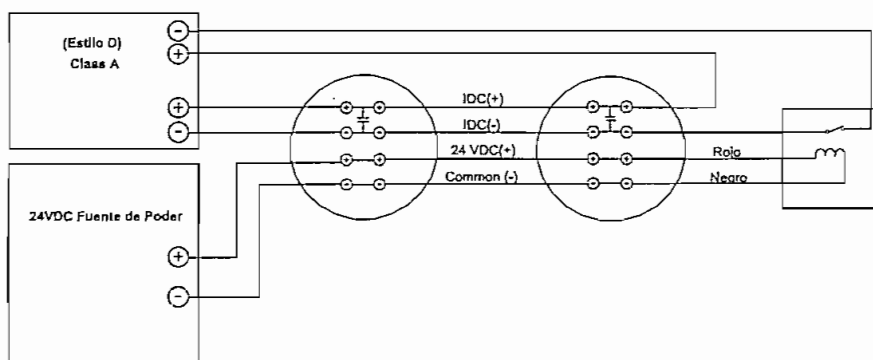 (Estilo D)
Class A
IDC(+)
IDC(-)
24 VDC(+)
Rojo
Common (-)
Negro
24VDC Fuente de Poder